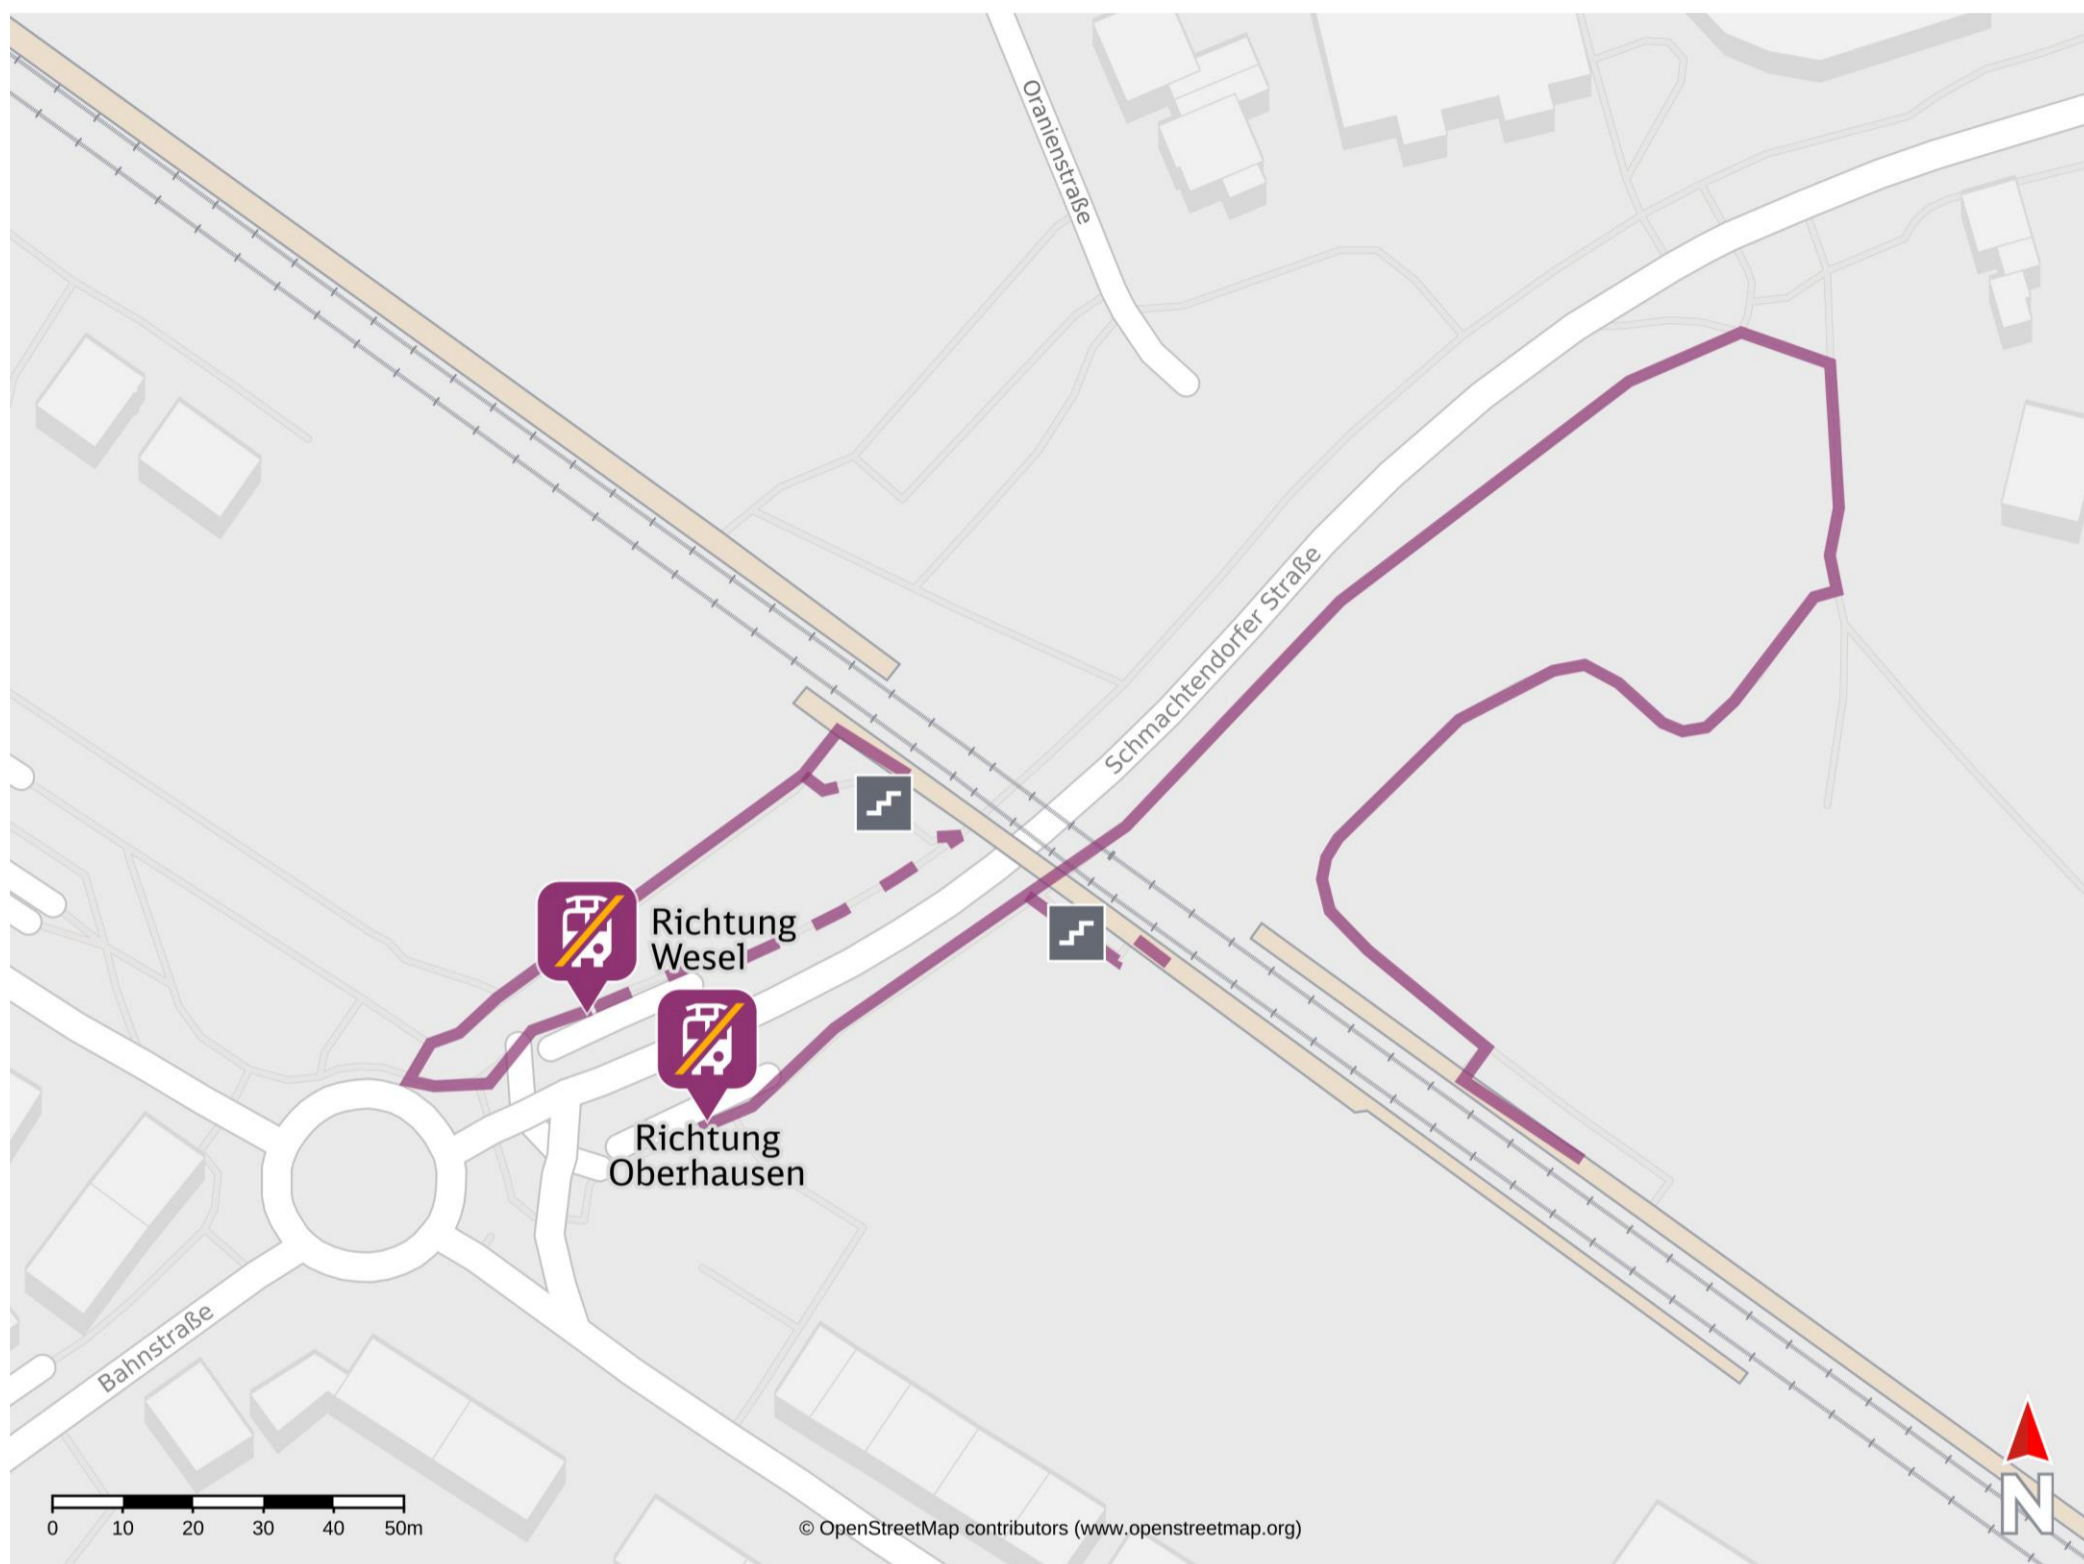 Oranienstraße
Schmachtendorfer Straße
Richtung
Wesel
Richtung
Oberhausen
Bahnstraße
0 10 20 30 40 50m
© OpenStreetMap contributors (www.openstreetmap.org)
N